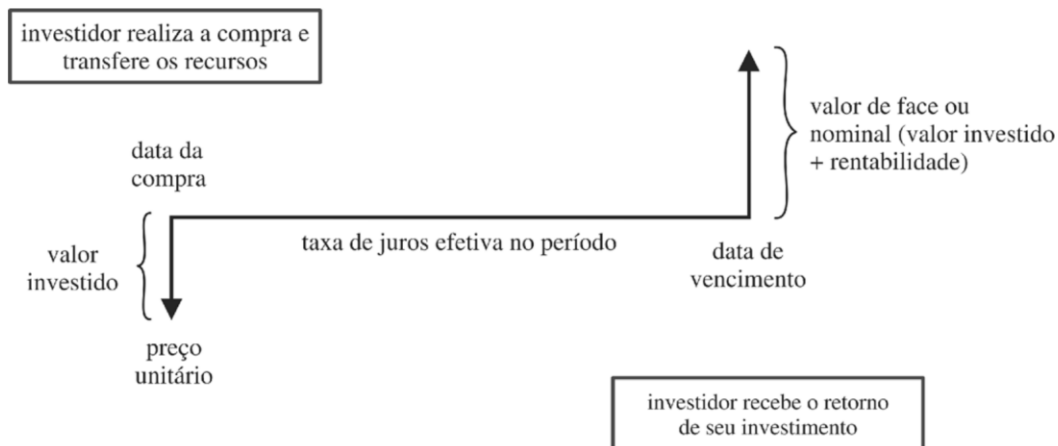 investidor realiza a compra e
transfere os recursos
data da
compra
valor
investido
preço
unitário
taxa de juros efetiva no período
valor de face ou
nominal (valor investido
+ rentabilidade)
data de
vencimento
investidor recebe o retorno
de seu investimento